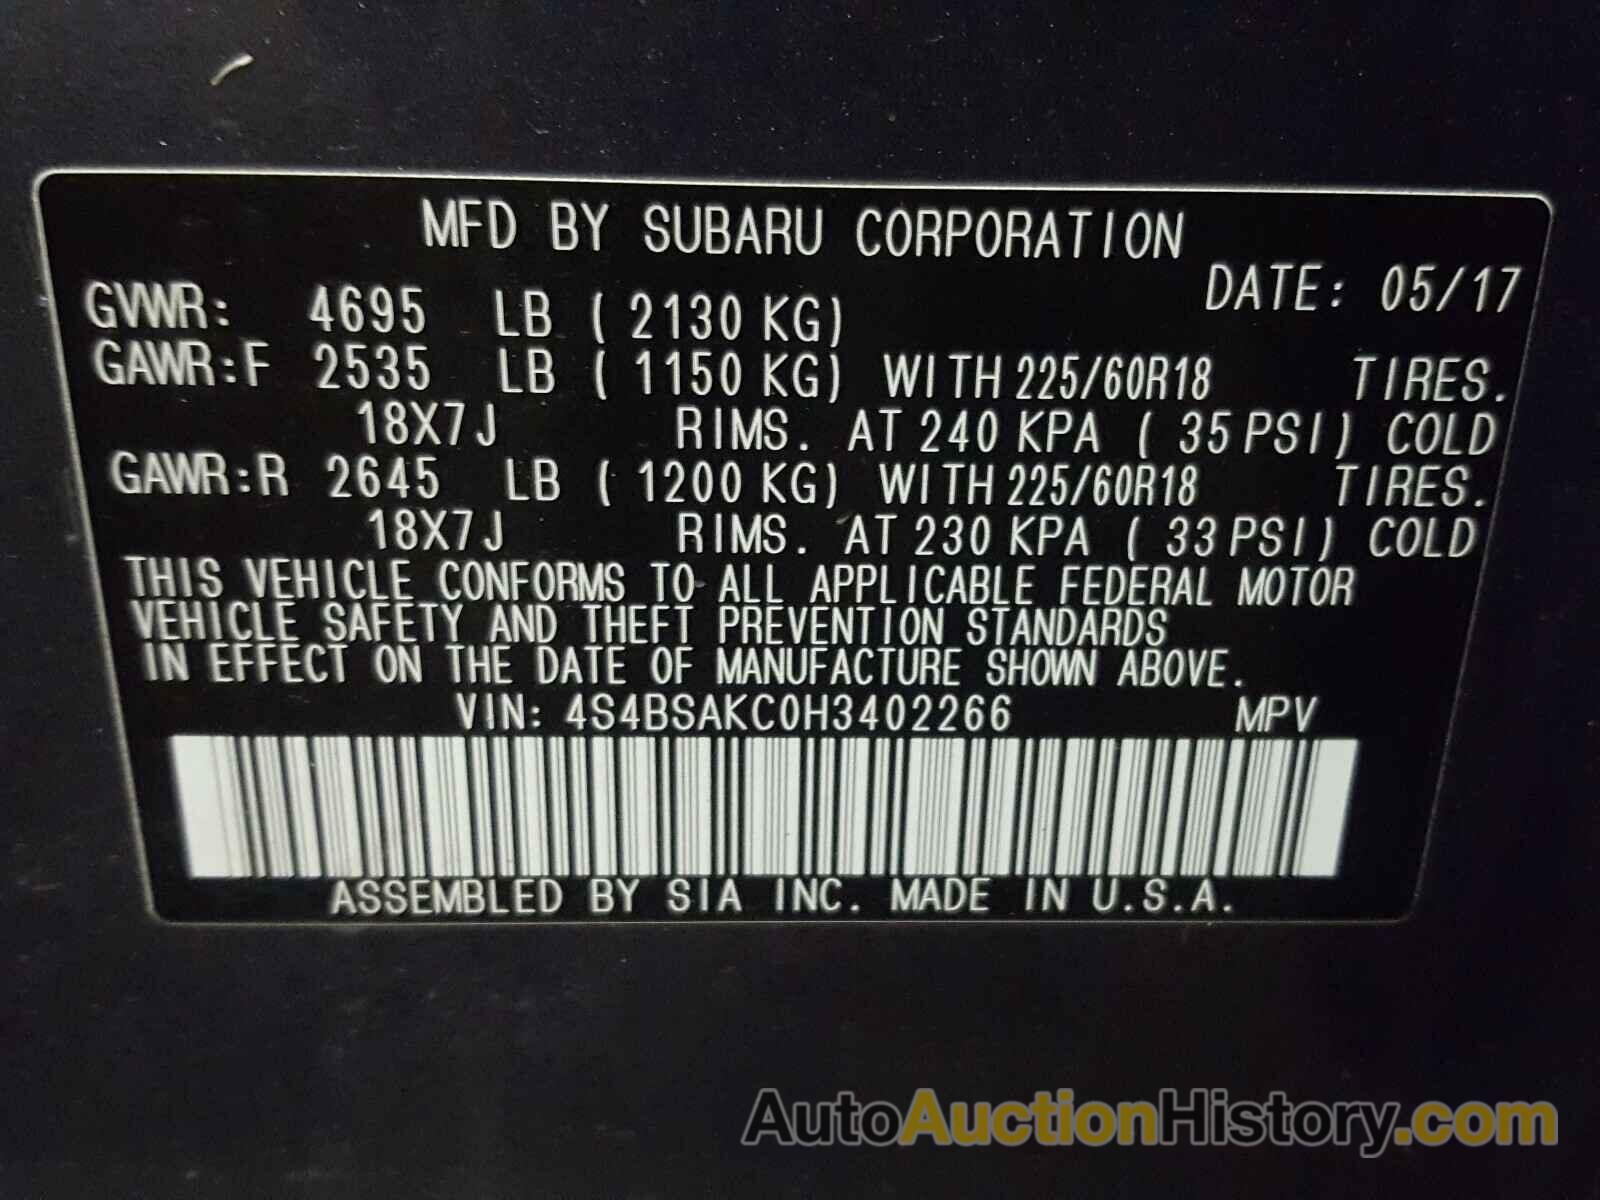 MFD BY SUBARU CORPORATION
DATE: 05/17
GVWR: 4695 LB ( 2130 KG)
GAWR:F 2535 LB ( 1150 KG) WITH 225/60R18 TIRES.
18X7J RIMS. AT 240 KPA ( 35 PSI) COLD
GAWR:R 2645 LB ( 1200 KG) WITH 225/60R18 TIRES.
18X7J RIMS. AT 230 KPA ( 33 PSI) COLD
THIS VEHICLE CONFORMS TO ALL APPLICABLE FEDERAL MOTOR
VEHICLE SAFETY AND THEFT PREVENTION STANDARDS
IN EFFECT ON THE DATE OF MANUFACTURE SHOWN ABOVE.
VIN: 4S4BSAKC0H3402266 MPV
ASSEMBLED BY SIA INC. MADE IN U.S.A.
AutoAuctionHistory.com